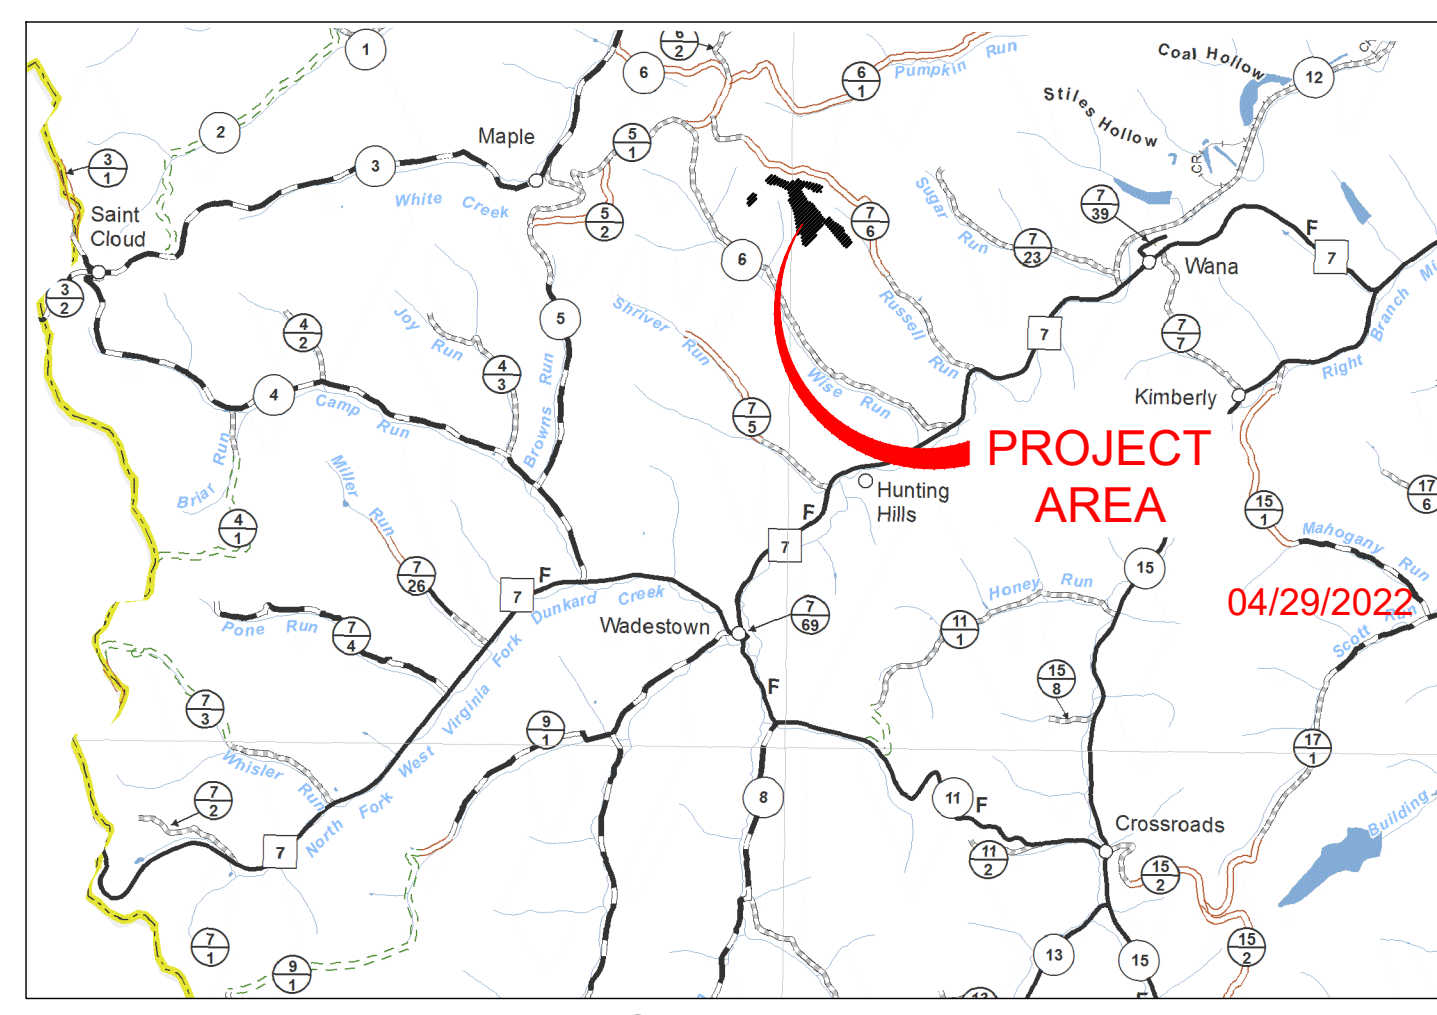 1
6
2
6
6
1
Pumpkin Run
Coal Hollow
12
Stiles Hollow
CR
2
Maple
5
1
3
1
3
White Creek
Saint
Cloud
5
2
7
6
Sugar Run
7
39
7
23
Wana
F
7
6
3
2
4
2
Joy Run
5
Shriver Run
Russell Run
7
7
7
Right Branch Mi
4
3
4
Camp Run
Browns Run
Wise Run
Kimberly
7
5
PROJECT
AREA
Briar Run
Miller Run
Hunting
Hills
17
6
4
1
F
7
15
1
Mahogany Run
7
26
7
F
Dunkard Creek
Honey Run
15
04/29/2022
Pone Run
7
4
Wadestown
7
69
11
1
Scott Run
15
8
7
3
F
9
1
17
1
Whisler Run
North Fork West Virginia Fork
7
2
8
11
F
Crossroads
Building
7
11
2
15
2
7
1
9
1
13
15
15
2
13
F